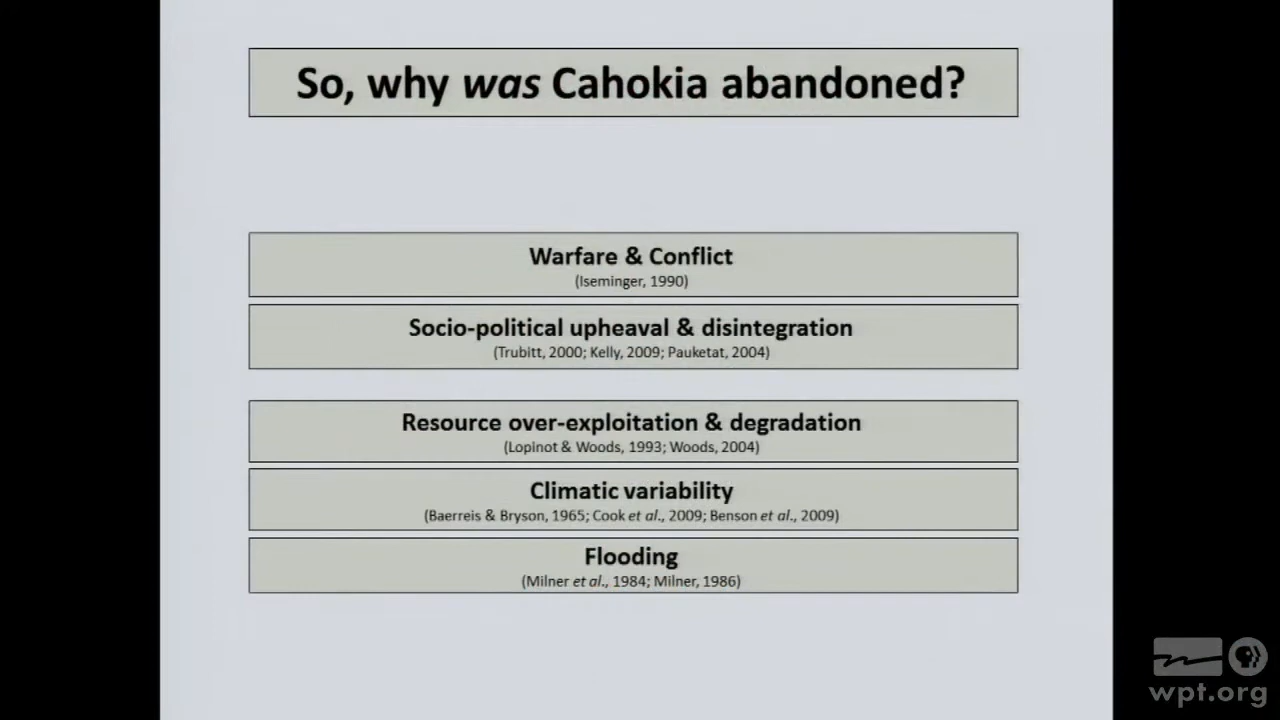 So, why was Cahokia abandoned?
Warfare & Conflict
(Iseminger, 1990)
Socio-political upheaval & disintegration
(Trubitt, 2000; Kelly, 2009; Pauketat, 2004)
Resource over-exploitation & degradation
(Lopinot & Woods, 1993; Woods, 2004)
Climatic variability
(Baerreis & Bryson, 1965; Cook et al., 2009; Benson et al., 2009)
Flooding
(Milner et al., 1984; Milner, 1986)
wpt.org